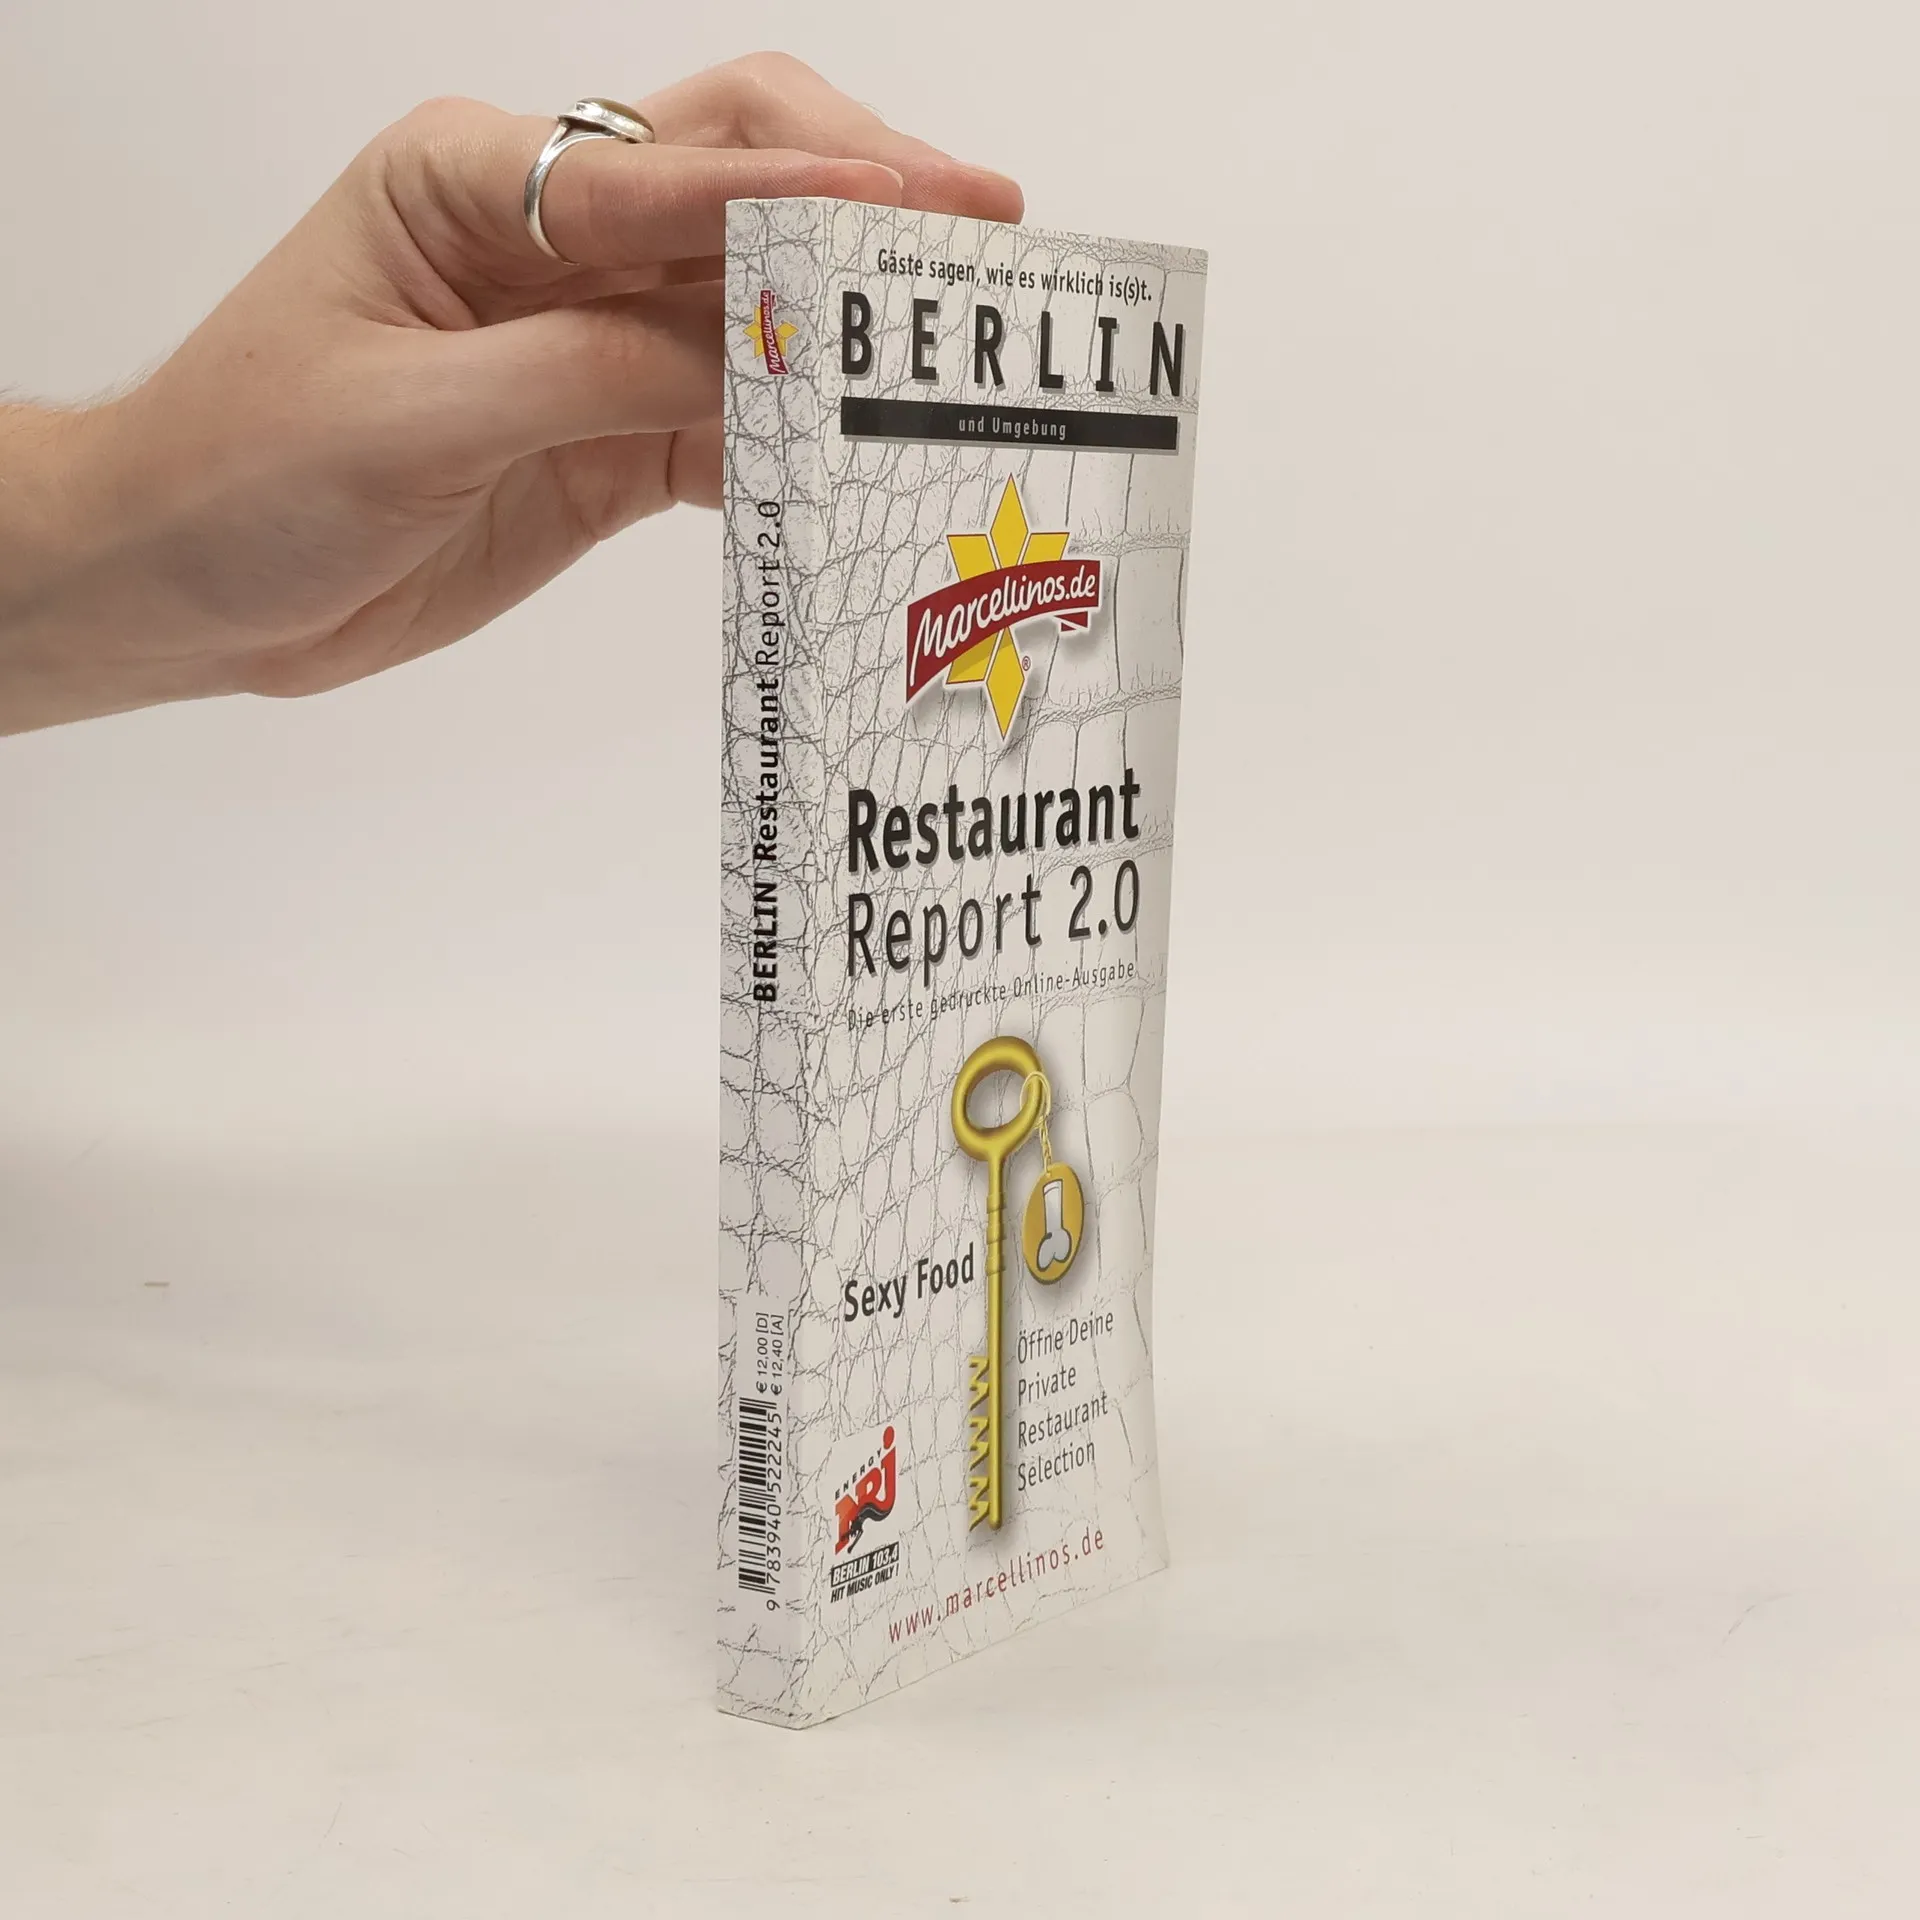 Marcellinos.de
BERLIN Restaurant Report 2.0
€ 12,00 [D]
€ 12,40 [A]
9 783940 522245
Gäste sagen, wie es wirklich is(s)t.
BERLIN
und Umgebung
Marcellinos.de
®
Restaurant
Report 2.0
Die erste gedruckte Online-Ausgabe
Sexy Food
Öffne Deine
Private
Restaurant
Selection
ENERGY
NRJ
BERLIN 103,4
HIT MUSIC ONLY!
www.marcellinos.de